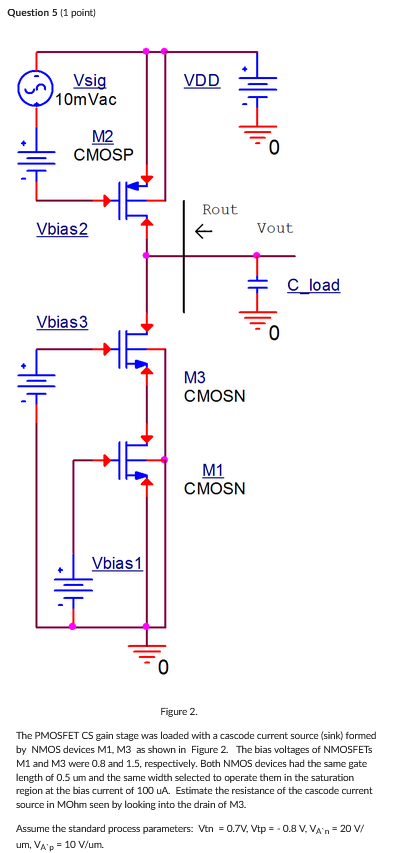 Question 5 (1 point)
Vsig
10mVac
VDD
0
M2
CMOSP
Rout
Vbias2
Vout
C_load
0
Vbias3
M3
CMOSN
M1
CMOSN
Vbias1
0
Figure 2.
The PMOSFET CS gain stage was loaded with a cascode current source (sink) formed
by NMOS devices M1, M3 as shown in Figure 2. The bias voltages of NMOSFETs
M1 and M3 were 0.8 and 1.5, respectively. Both NMOS devices had the same gate
length of 0.5 um and the same width selected to operate them in the saturation
region at the bias current of 100 uA. Estimate the resistance of the cascode current
source in MOhm seen by looking into the drain of M3.
Assume the standard process parameters: Vtn = 0.7V, Vtp = - 0.8 V, VA`n = 20 V/
um, VA`p = 10 V/um.